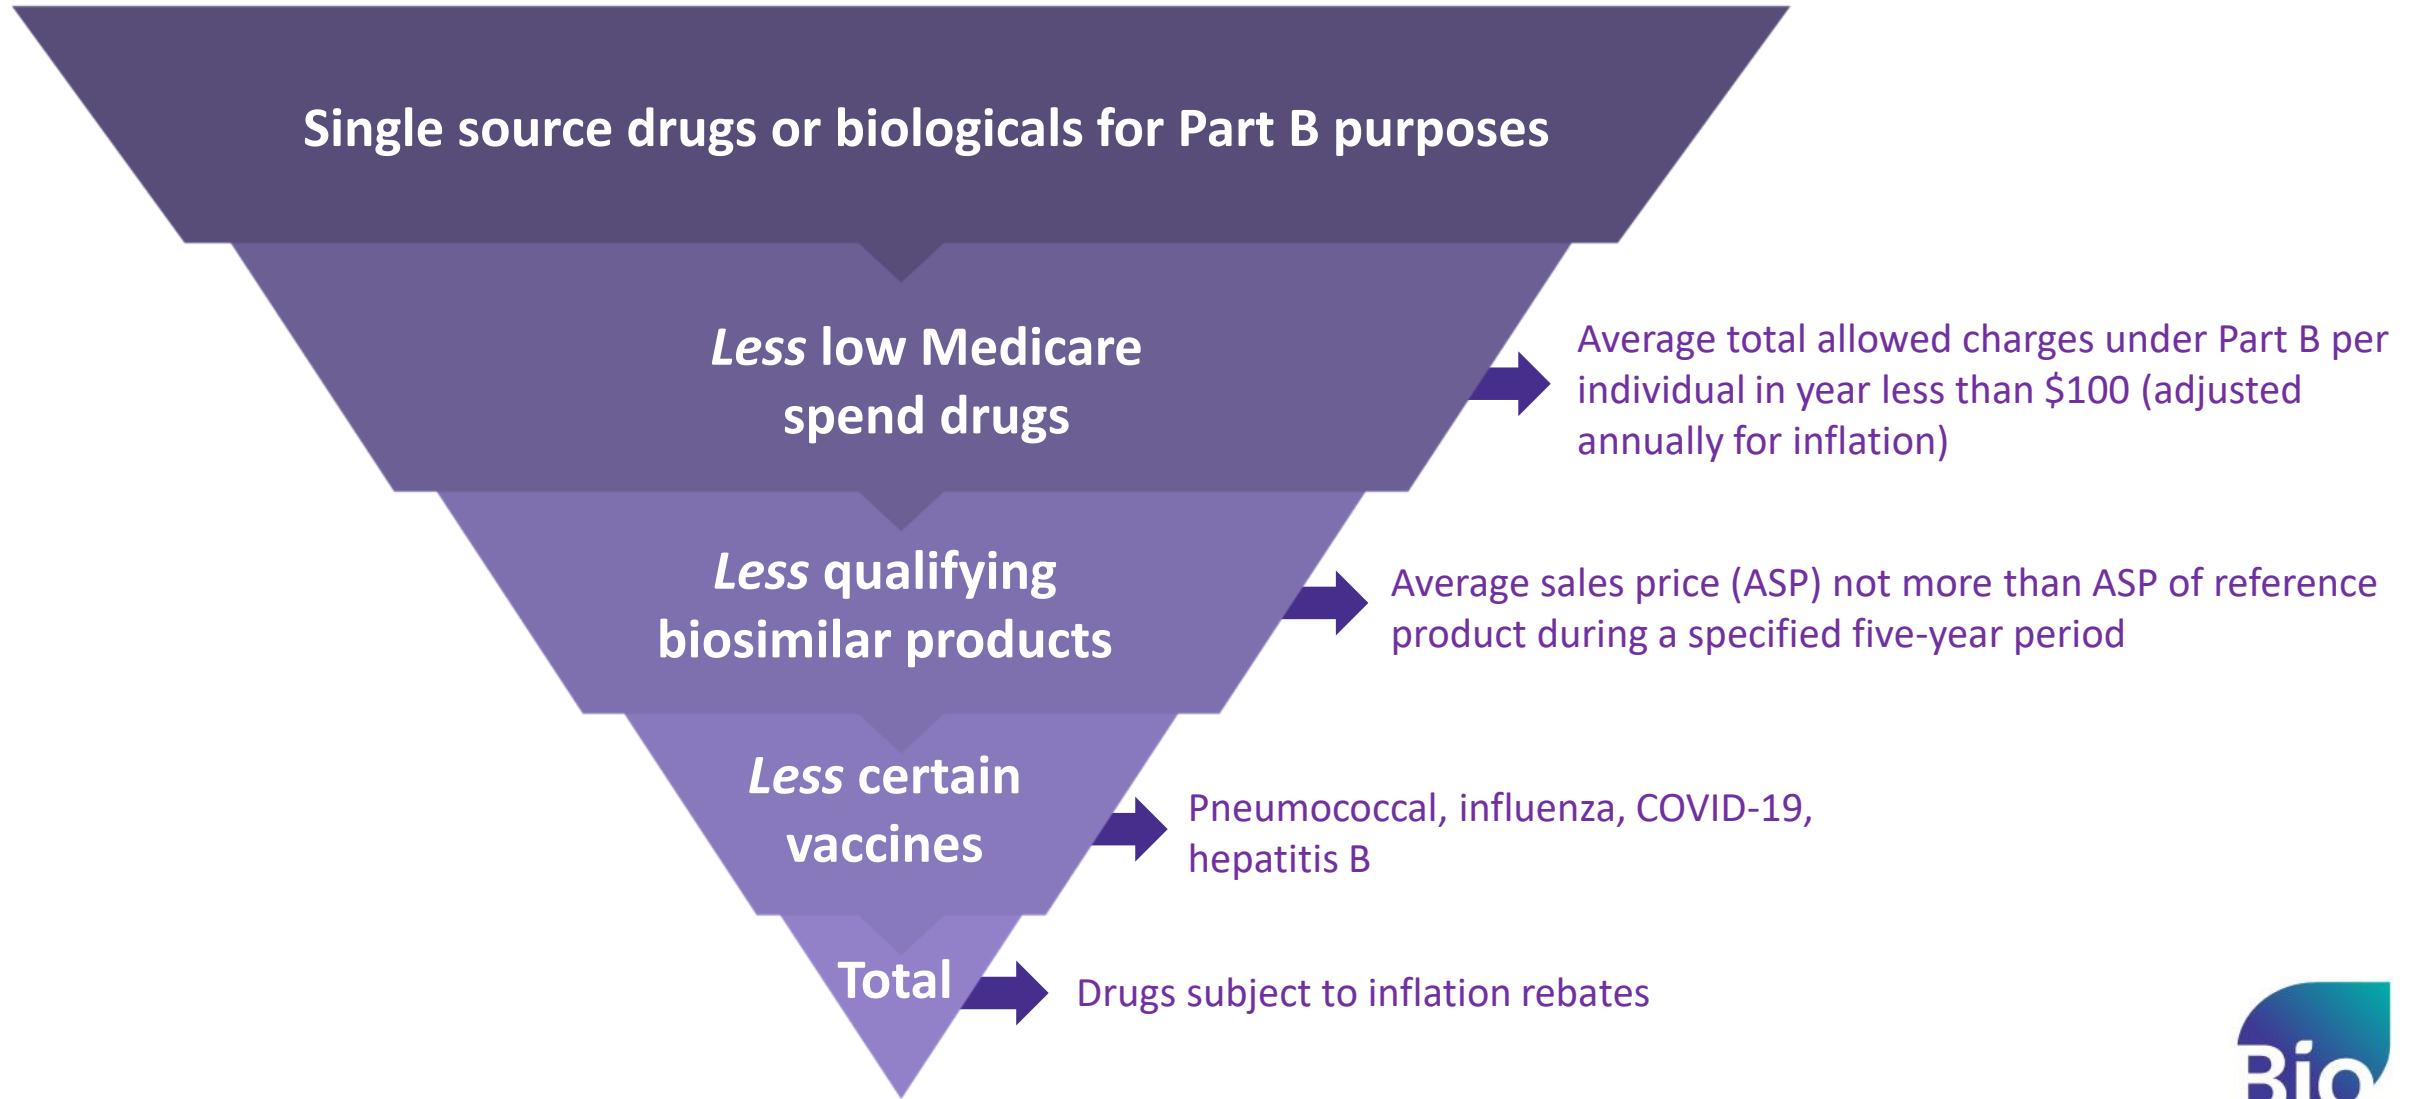 Single source drugs or biologicals for Part B purposes
Less low Medicare
spend drugs
Average total allowed charges under Part B per
individual in year less than $100 (adjusted
annually for inflation)
Less qualifying
biosimilar products
Average sales price (ASP) not more than ASP of reference
product during a specified five-year period
Less certain
vaccines
Pneumococcal, influenza, COVID-19,
hepatitis B
Total
Drugs subject to inflation rebates
Bio